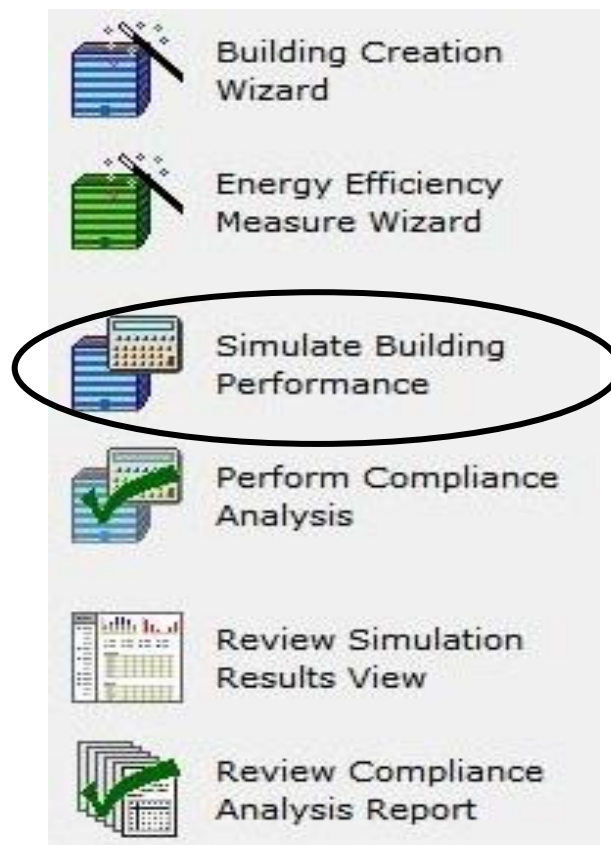 Building Creation
Wizard
Energy Efficiency
Measure Wizard
Simulate Building
Performance
Perform Compliance
Analysis
Review Simulation
Results View
Review Compliance
Analysis Report